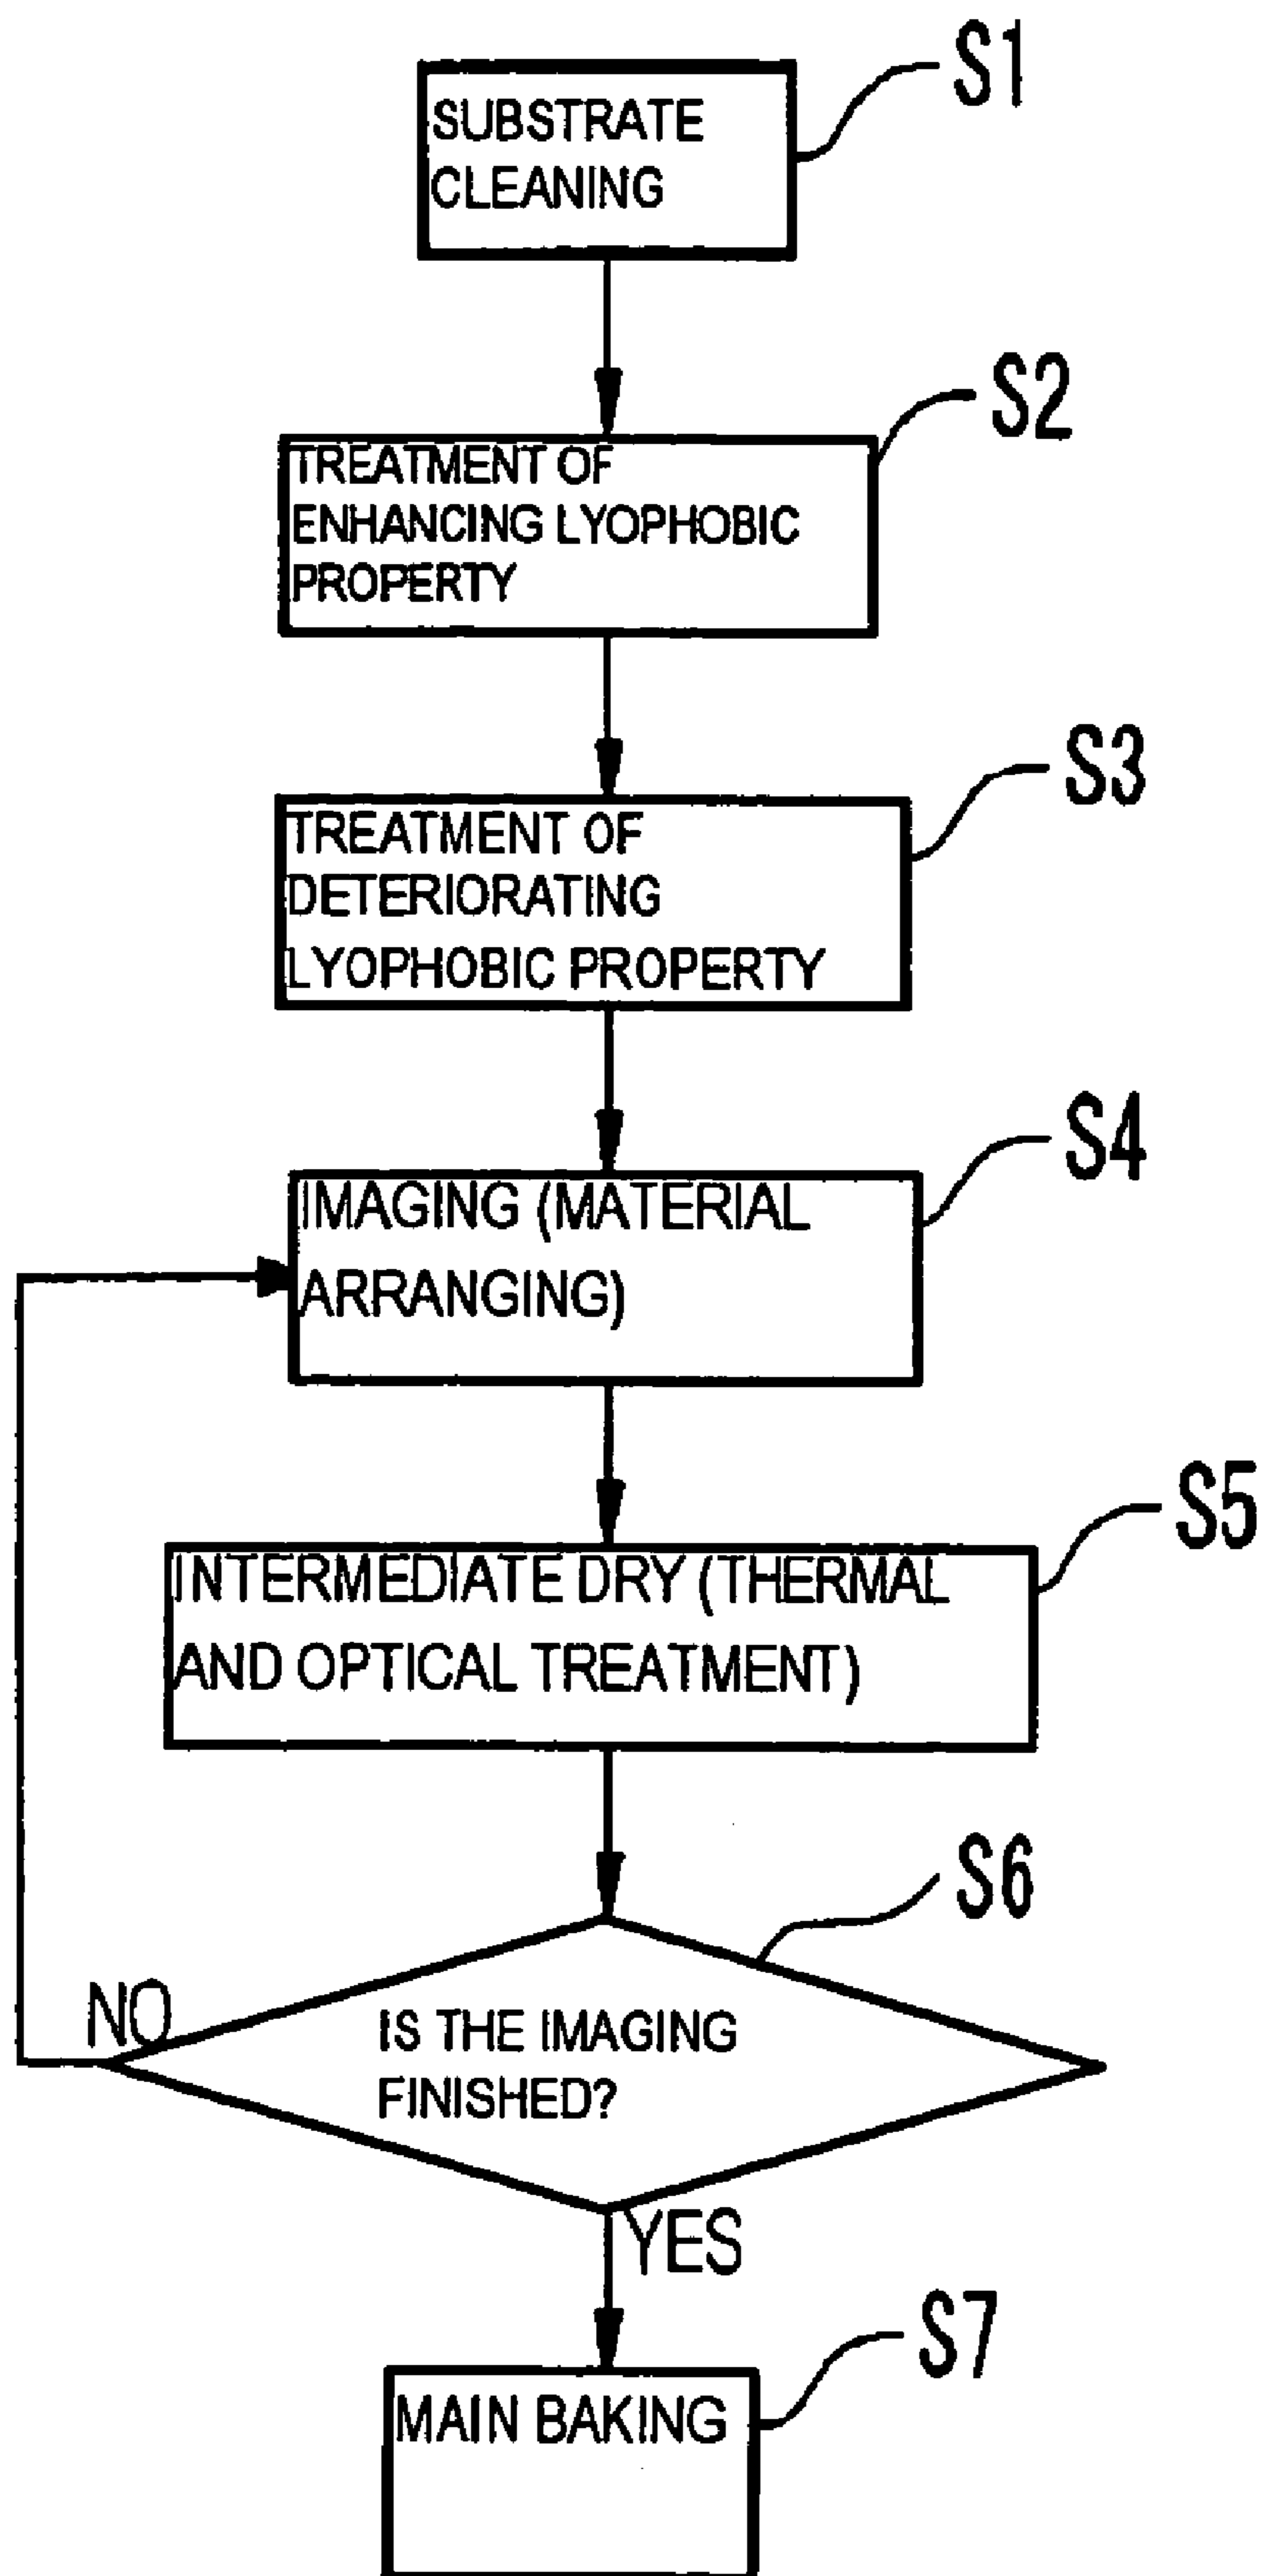 S1
SUBSTRATE
CLEANING
S2
TREATMENT OF
ENHANCING LYOPHOBIC
PROPERTY
S3
TREATMENT OF
DETERIORATING
LYOPHOBIC PROPERTY
S4
IMAGING (MATERIAL
ARRANGING)
S5
INTERMEDIATE DRY (THERMAL
AND OPTICAL TREATMENT)
S6
NO
IS THE IMAGING
FINISHED?
YES
S7
MAIN BAKING